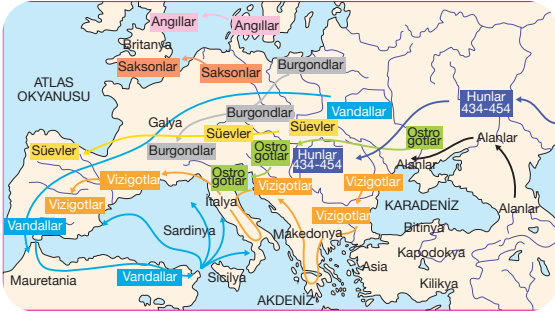 Angıllar
Angıllar
Britanya
Saksonlar
Saksonlar
Burgondlar
ATLAS
OKYANUSU
Hunlar
434-454
Vandallar
Burgondlar
Galya
Süevler
Süevler
Ostro
gotlar
Alanlar
Süevler
Burgondlar
Ostro
gotlar
Hunlar
434-454
Alanlar
Vizigotlar
Ostro
gotlar
Vizigotlar
Vizigotlar
Vizigotlar
İtalya
KARADENİZ
Alanlar
Vizigotlar
Vandallar
Sardinya
Makedonya
Bitinya
Kapodokya
Asia
Mauretania
Vandallar
Sicilya
Kilikya
AKDENİZ